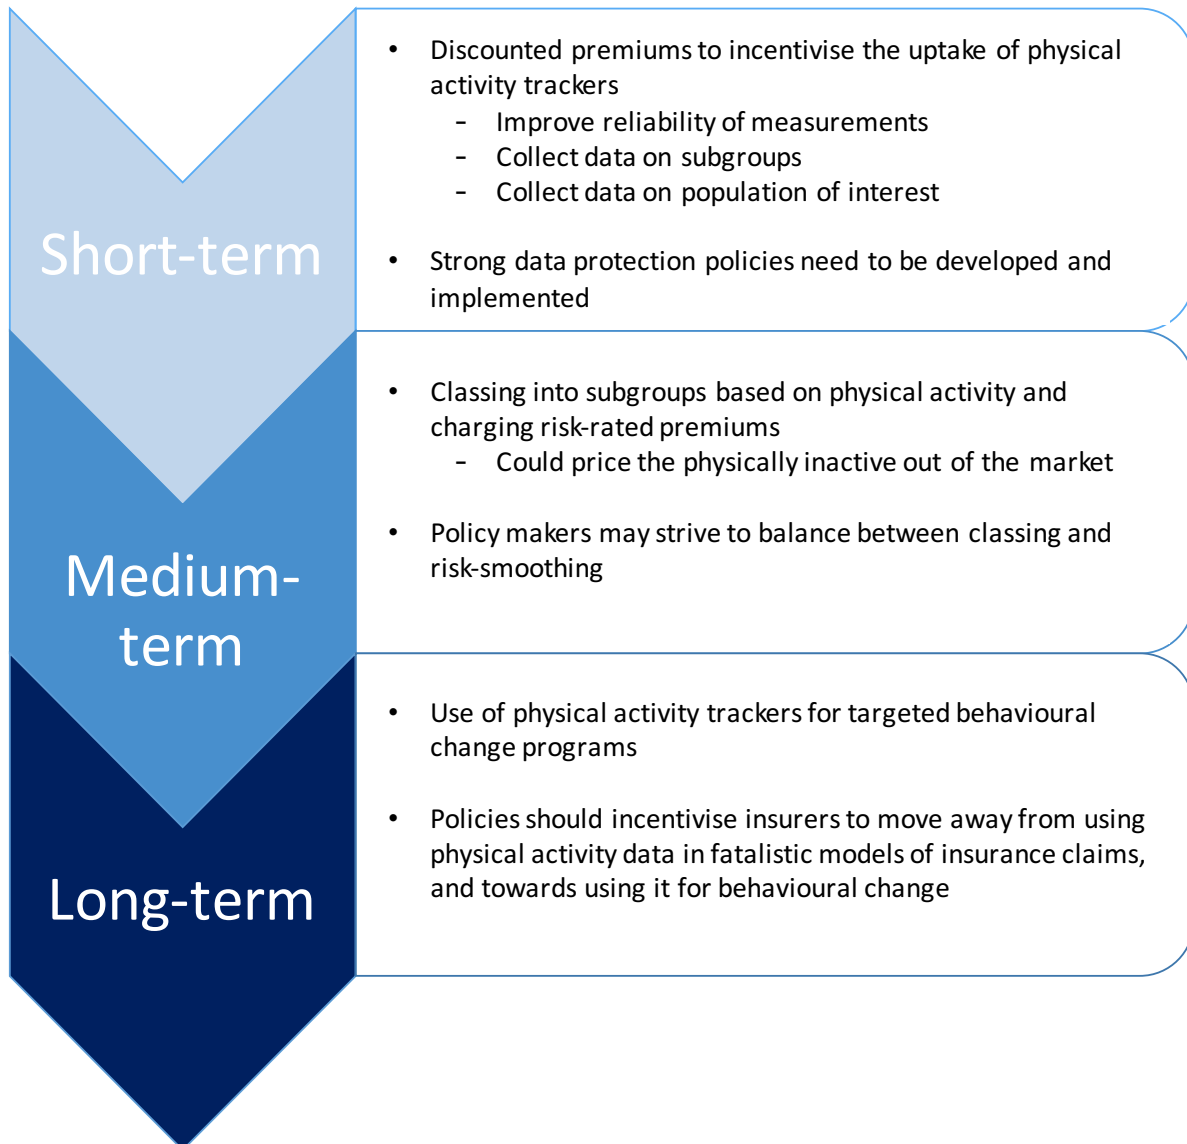 Short-term
• Discounted premiums to incentivise the uptake of physical
activity trackers
- Improve reliability of measurements
- Collect data on subgroups
- Collect data on population of interest
• Strong data protection policies need to be developed and
implemented
Medium-
term
• Classing into subgroups based on physical activity and
charging risk-rated premiums
- Could price the physically inactive out of the market
• Policy makers may strive to balance between classing and
risk-smoothing
Long-term
• Use of physical activity trackers for targeted behavioural
change programs
• Policies should incentivise insurers to move away from using
physical activity data in fatalistic models of insurance claims,
and towards using it for behavioural change